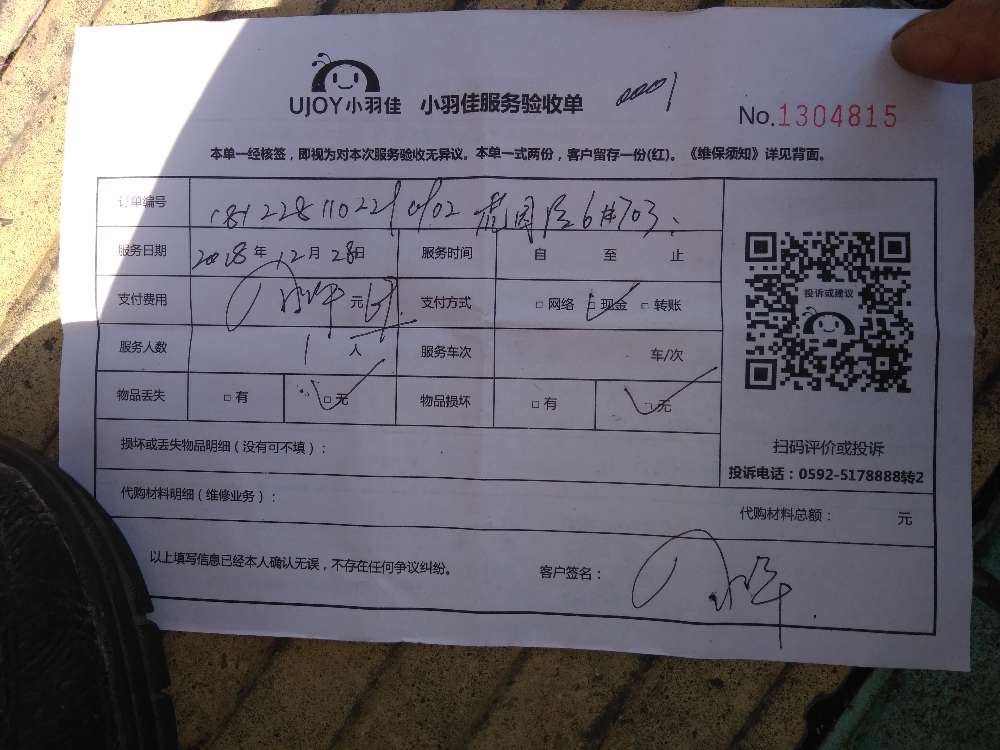 UJOY小羽佳 小羽佳服务验收单 0001
No.1304815
本单一经核签，即视为对本次服务验收无异议。本单一式两份，客户留存一份(红)。《维保须知》详见背面。
订单编号 6#703
服务日期 2018年12月28日 服务时间 自 至 止
支付费用 元 支付方式 □ 网络 □ 现金 □ 转账
服务人数 1 人 服务车次 车/次
物品丢失 □ 有 □ 无 物品损坏 □ 有 □ 无
投诉或建议
扫码评价或投诉
投诉电话：0592-5178888转2
损坏或丢失物品明细（没有可不填）：
代购材料明细（维修业务）：
代购材料总额： 元
以上填写信息已经本人确认无误，不存在任何争议纠纷。
客户签名：